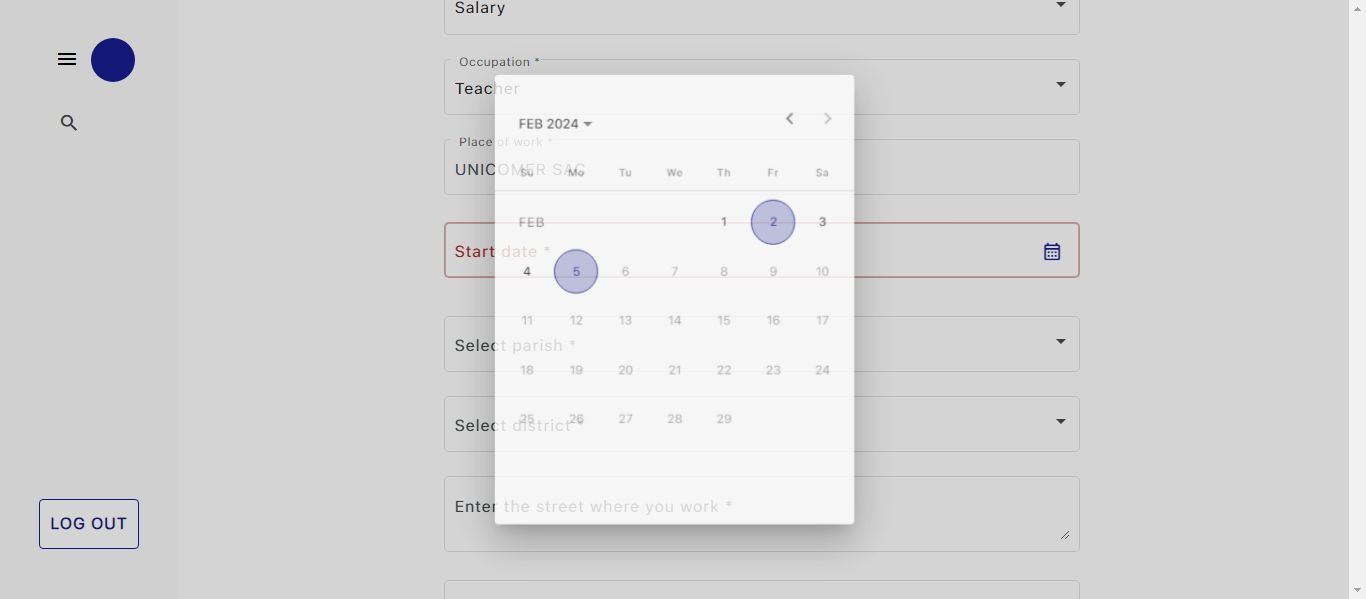 Salary
Occupation *
Teacher
Place of work *
UNICOMER SAC
Start date *
Select parish *
Select district *
Enter the street where you work *
FEB 2024
Su Mo Tu We Th Fr Sa
FEB 1 2 3
4 5 6 7 8 9 10
11 12 13 14 15 16 17
18 19 20 21 22 23 24
25 26 27 28 29
LOG OUT